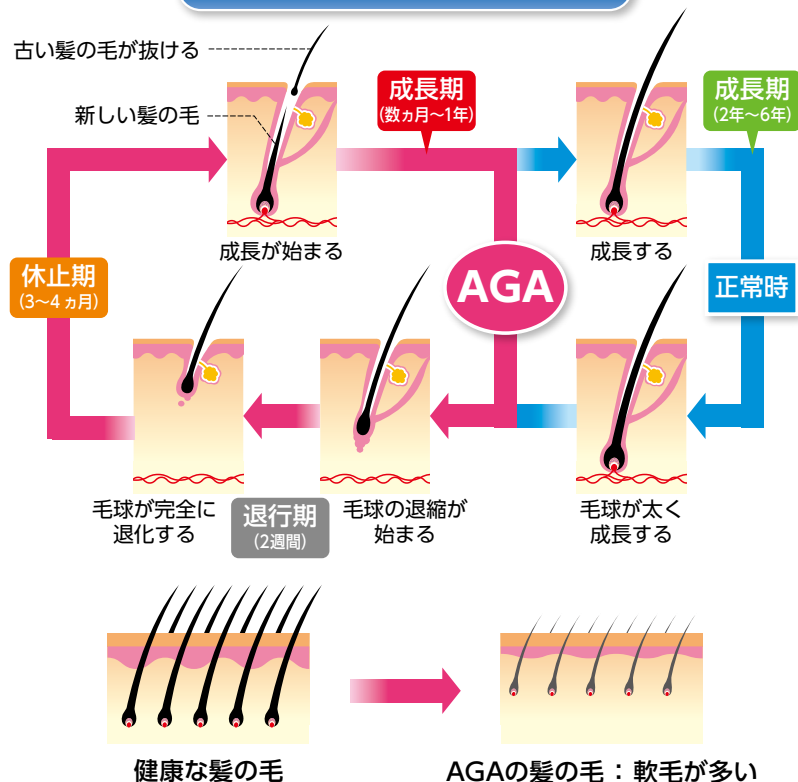 古い髪の毛が抜ける
新しい髪の毛
成長期
(数ヵ月～1年)
成長期
(2年～6年)
成長が始まる
成長する
休止期
(3～4ヵ月)
AGA
正常時
毛球が完全に
退化する
退行期
(2週間)
毛球の退縮が
始まる
毛球が太く
成長する
健康な髪の毛
AGAの髪の毛：軟毛が多い